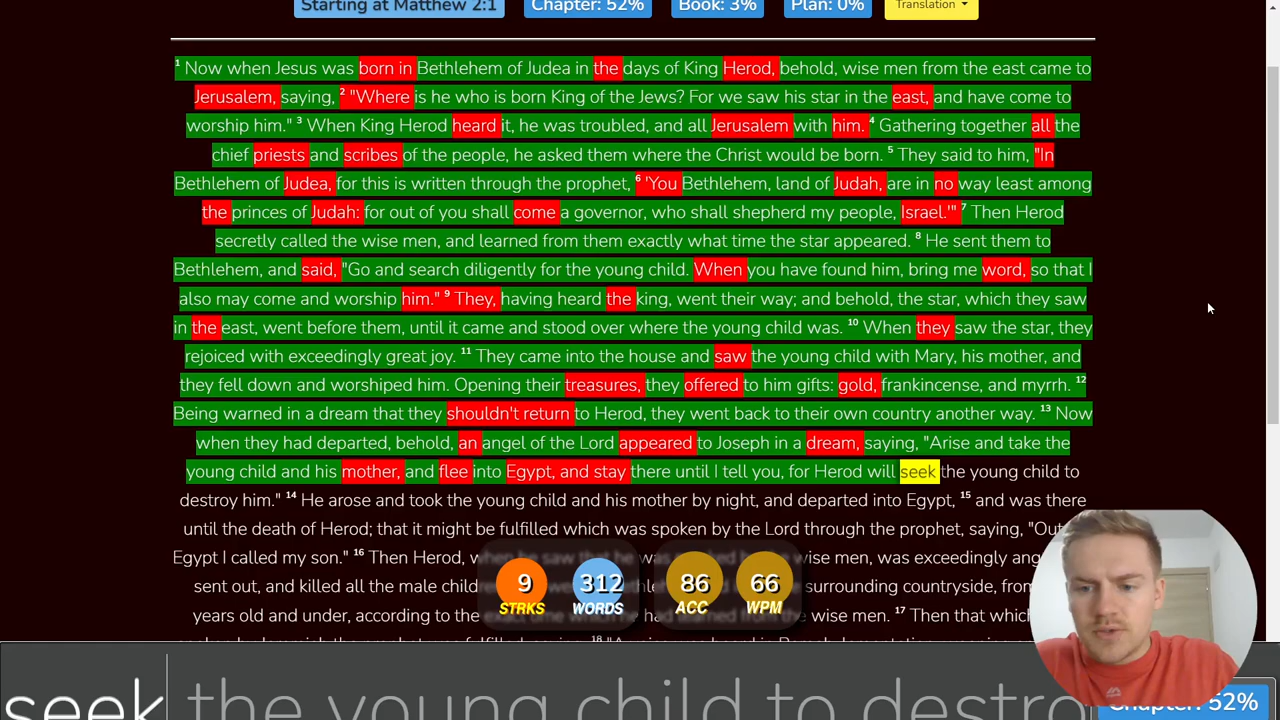 Starting at Matthew 2:1 Chapter: 52% Book: 3% Plan: 0% Translation
1 Now when Jesus was born in Bethlehem of Judea in the days of King Herod, behold, wise men from the east came to
Jerusalem, saying, 2 "Where is he who is born King of the Jews? For we saw his star in the east, and have come to
worship him." 3 When King Herod heard it, he was troubled, and all Jerusalem with him. 4 Gathering together all the
chief priests and scribes of the people, he asked them where the Christ would be born. 5 They said to him, "In
Bethlehem of Judea, for this is written through the prophet, 6 'You Bethlehem, land of Judah, are in no way least among
the princes of Judah: for out of you shall come a governor, who shall shepherd my people, Israel.'" 7 Then Herod
secretly called the wise men, and learned from them exactly what time the star appeared. 8 He sent them to
Bethlehem, and said, "Go and search diligently for the young child. When you have found him, bring me word, so that I
also may come and worship him." 9 They, having heard the king, went their way; and behold, the star, which they saw
in the east, went before them, until it came and stood over where the young child was. 10 When they saw the star, they
rejoiced with exceedingly great joy. 11 They came into the house and saw the young child with Mary, his mother, and
they fell down and worshiped him. Opening their treasures, they offered to him gifts: gold, frankincense, and myrrh. 12
Being warned in a dream that they shouldn't return to Herod, they went back to their own country another way. 13 Now
when they had departed, behold, an angel of the Lord appeared to Joseph in a dream, saying, "Arise and take the
young child and his mother, and flee into Egypt, and stay there until I tell you, for Herod will seek the young child to
destroy him." 14 He arose and took the young child and his mother by night, and departed into Egypt, 15 and was there
until the death of Herod; that it might be fulfilled which was spoken by the Lord through the prophet, saying, "Out
Egypt I called my son." 16 Then Herod, wise men, was exceedingly
sent out, and killed all the male surrounding countryside,
years old and under, according to the the wise men. 17 Then that
9 312 86 66
STRKS WORDS ACC WPM
seek the young child to destro
Chapter: 52%